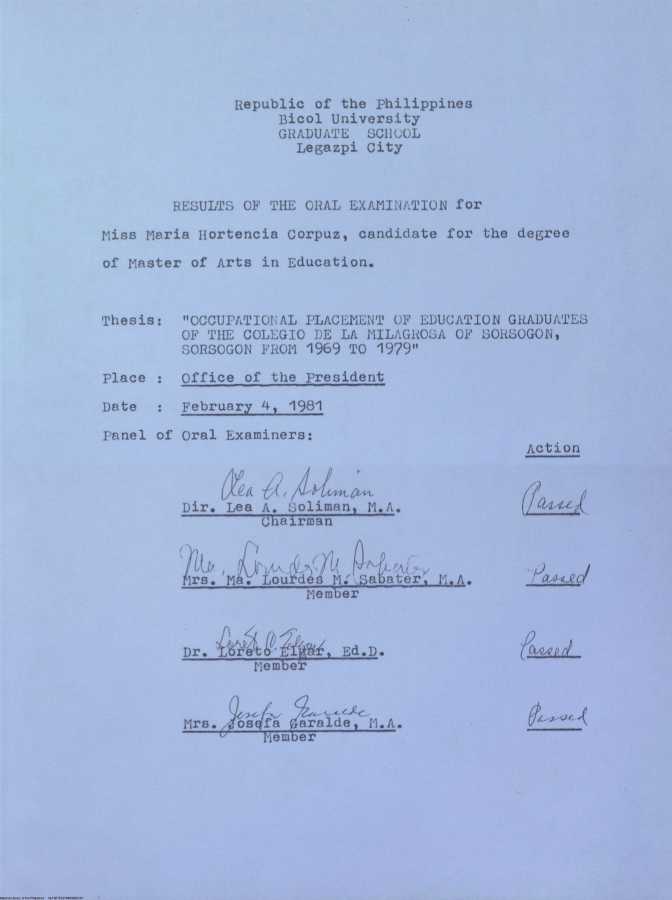 Republic of the Philippines
Bicol University
GRADUATE SCHOOL
Legazpi City
RESULTS OF THE ORAL EXAMINATION for
Miss Maria Hortencia Corpuz, candidate for the degree
of Master of Arts in Education.
Thesis: "OCCUPATIONAL PLACEMENT OF EDUCATION GRADUATES
OF THE COLEGIO DE LA MILAGROSA OF SORSOGON,
SORSOGON FROM 1969 TO 1979"
Place : Office of the President
Date : February 4, 1981
Panel of Oral Examiners:
Action
Lea A. Soliman
Dir. Lea A. Soliman, M.A. Passed
Chairman
Ma. Lourdes M. Sabater
Mrs. Ma. Lourdes M. Sabater, M.A. Passed
Member
Dr. Loreto Elgar, Ed.D. Passed
Member
Josefa Garalde
Mrs. Josefa Garalde, M.A. Passed
Member